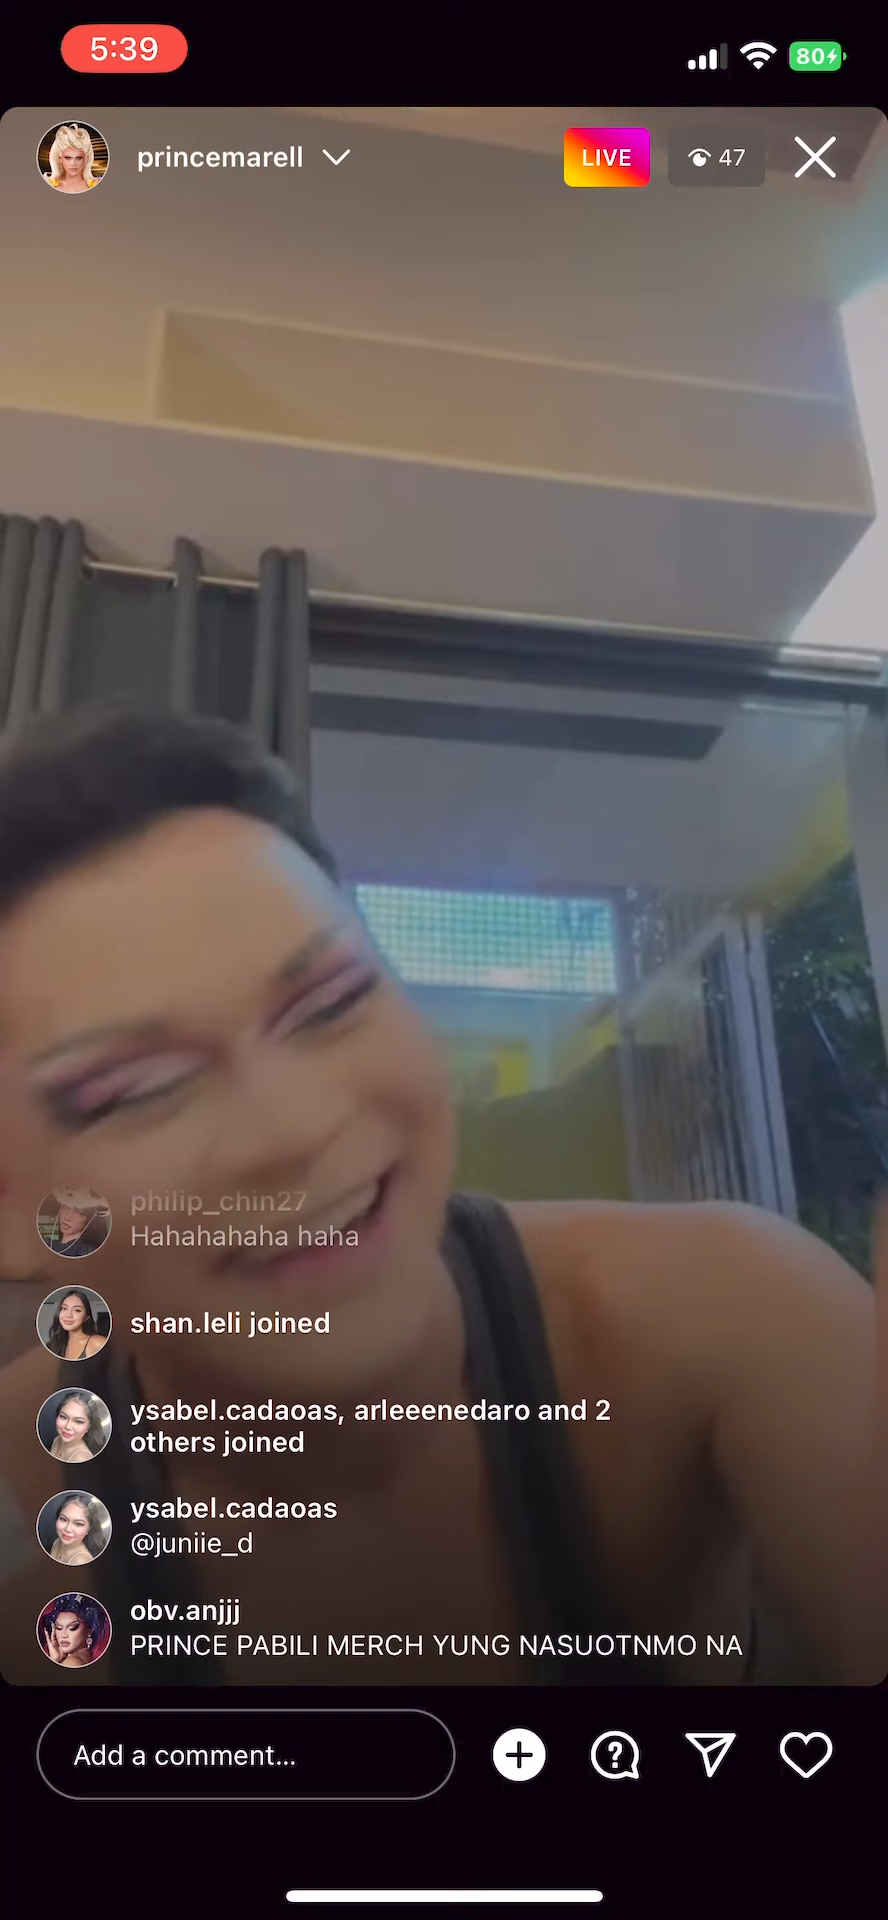 5:39
80
princemarell
LIVE
47
philip_chin27
Hahahahaha haha
shan.leli joined
ysabel.cadaoas, arleeenedaro and 2
others joined
ysabel.cadaoas
@juniie_d
obv.anjjj
PRINCE PABILI MERCH YUNG NASUOTNMO NA
Add a comment...